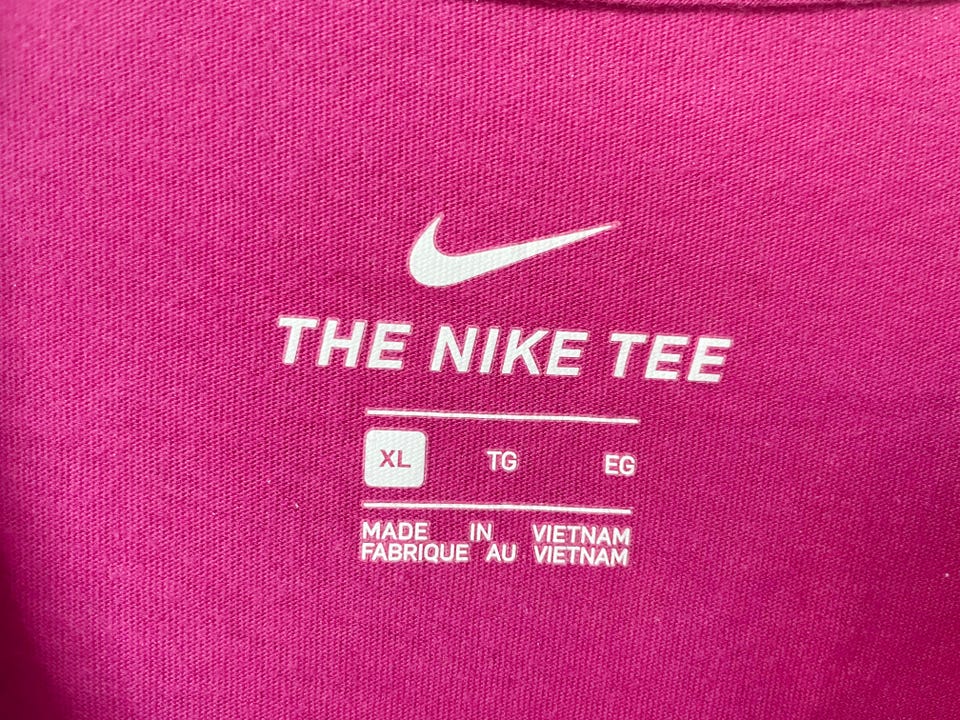 THE NIKE TEE
XL TG EG
MADE IN VIETNAM
FABRIQUE AU VIETNAM